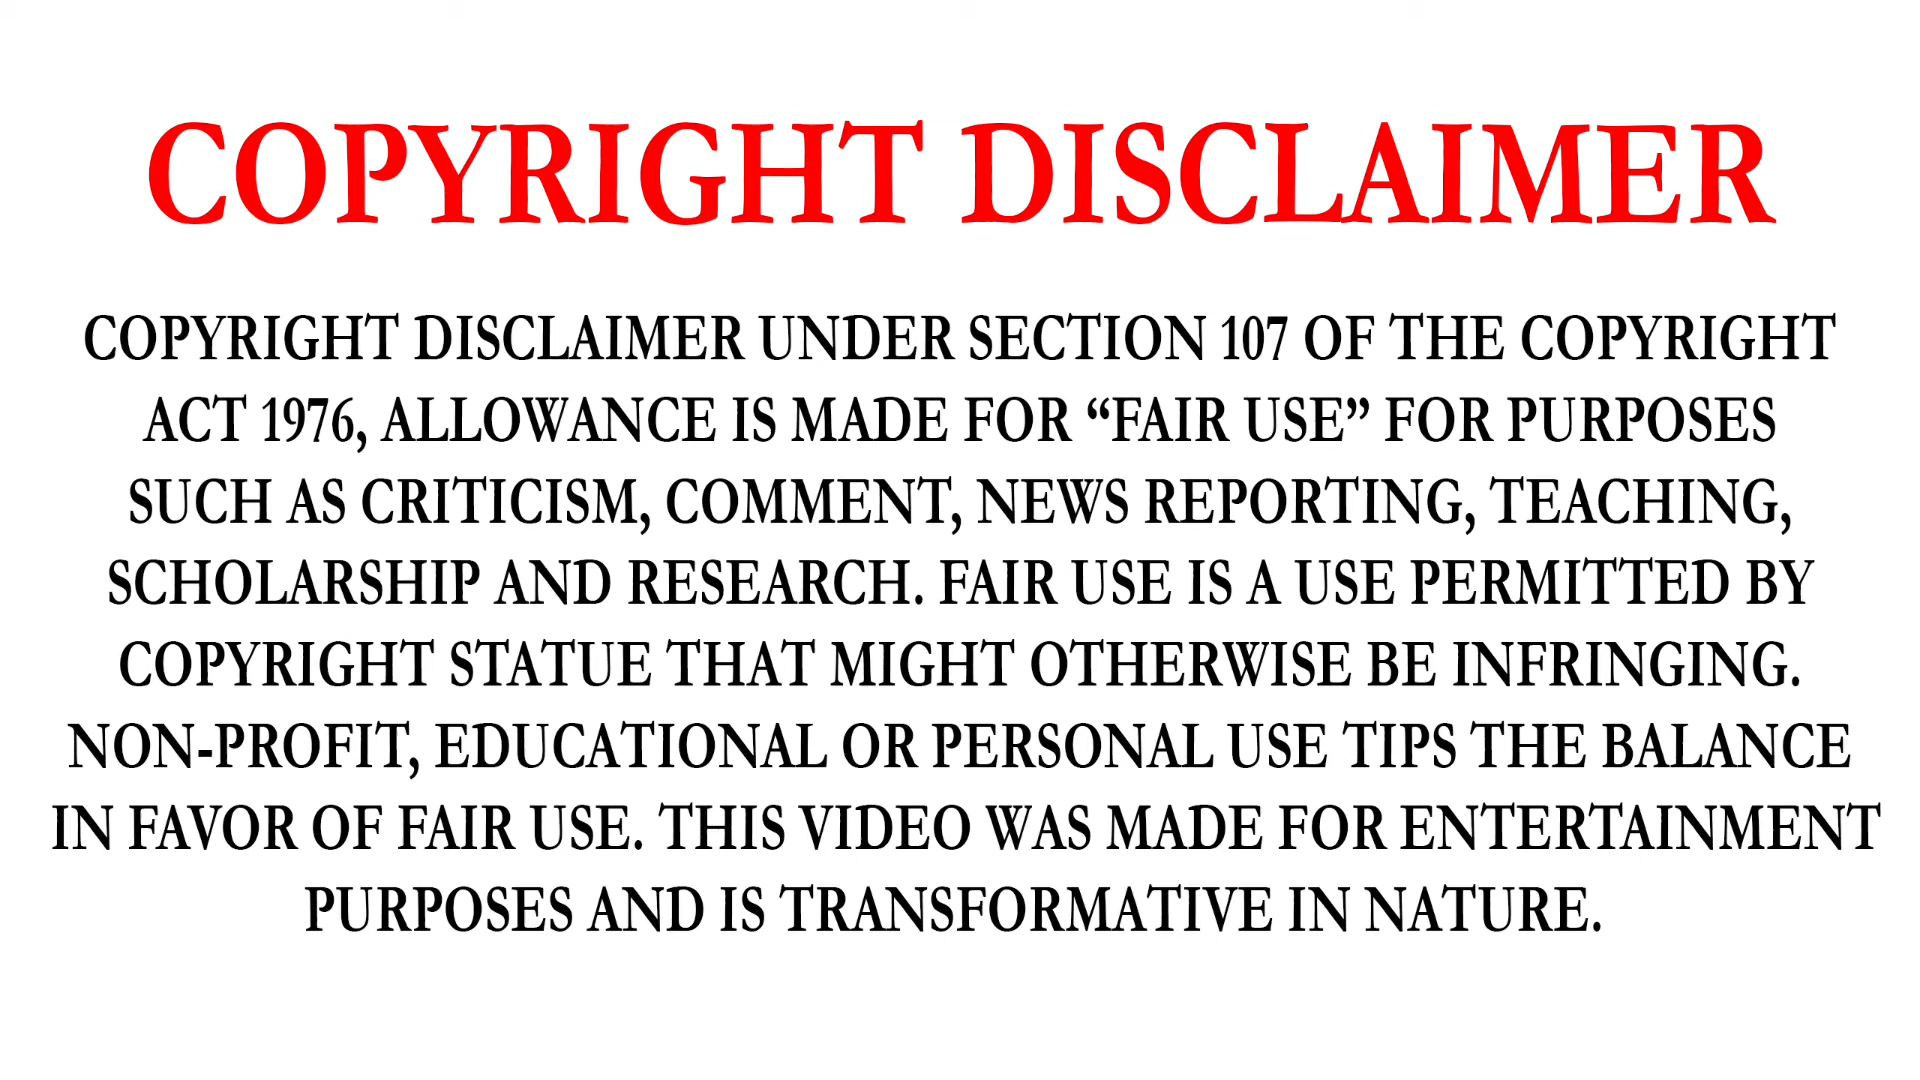 COPYRIGHT DISCLAIMER
COPYRIGHT DISCLAIMER UNDER SECTION 107 OF THE COPYRIGHT
ACT 1976, ALLOWANCE IS MADE FOR “FAIR USE” FOR PURPOSES
SUCH AS CRITICISM, COMMENT, NEWS REPORTING, TEACHING,
SCHOLARSHIP AND RESEARCH. FAIR USE IS A USE PERMITTED BY
COPYRIGHT STATUE THAT MIGHT OTHERWISE BE INFRINGING.
NON-PROFIT, EDUCATIONAL OR PERSONAL USE TIPS THE BALANCE
IN FAVOR OF FAIR USE. THIS VIDEO WAS MADE FOR ENTERTAINMENT
PURPOSES AND IS TRANSFORMATIVE IN NATURE.